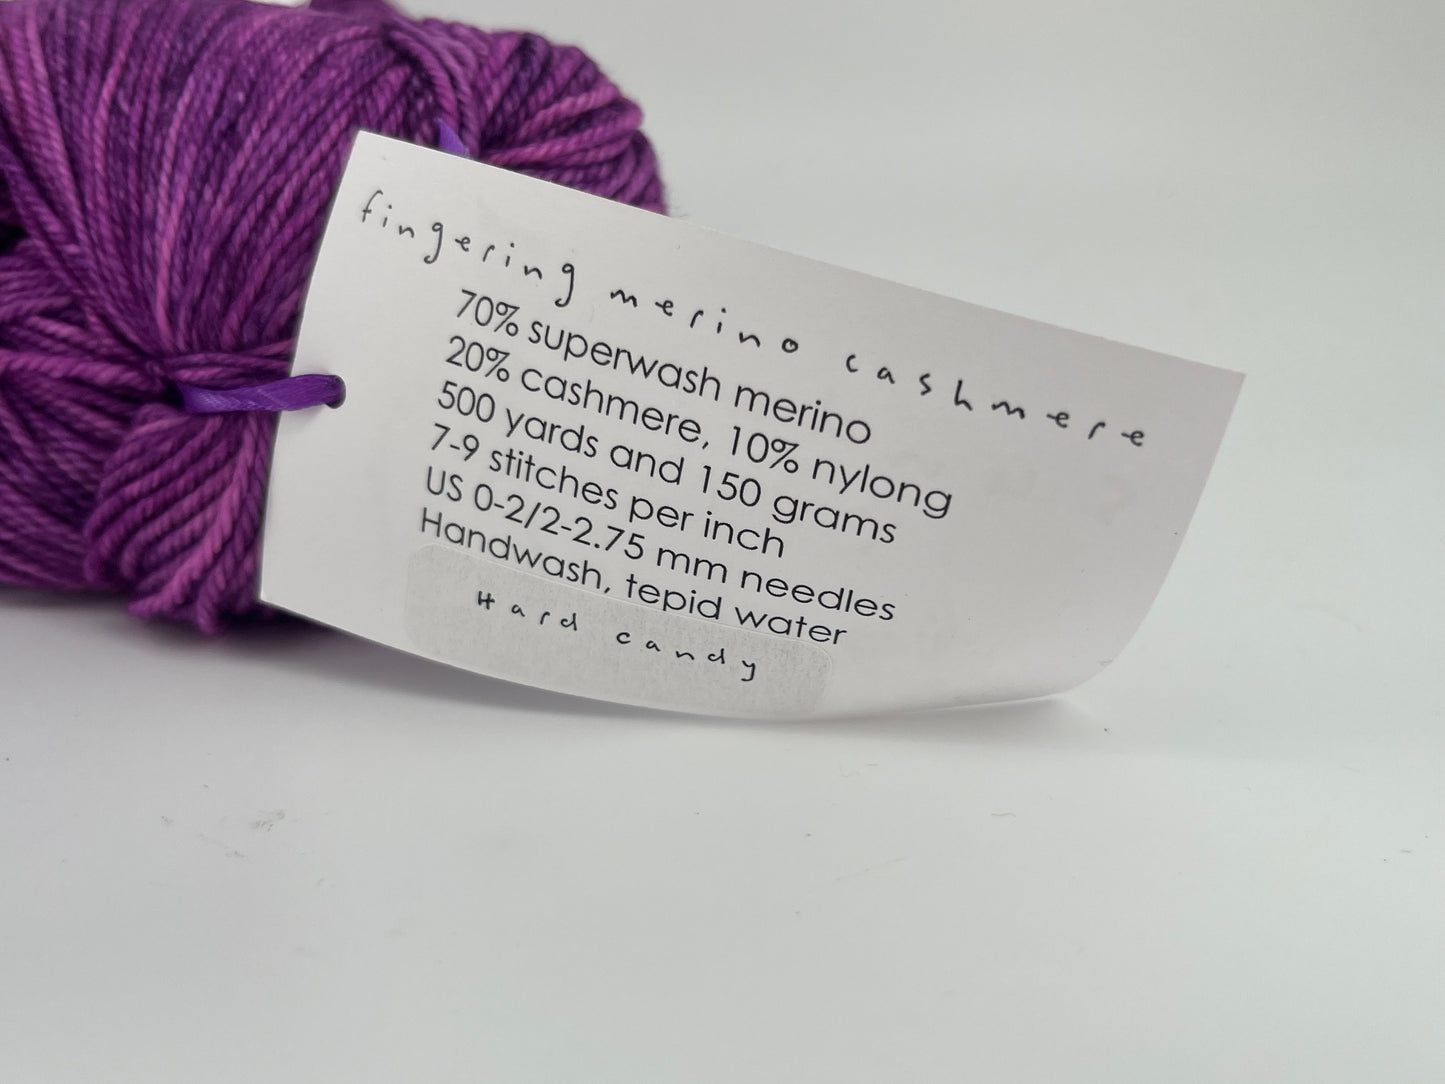 fingering merino cashmere
70% superwash merino
20% cashmere, 10% nylong
500 yards and 150 grams
7-9 stitches per inch
US 0-2/2-2.75 mm needles
Handwash, tepid water
Hard candy